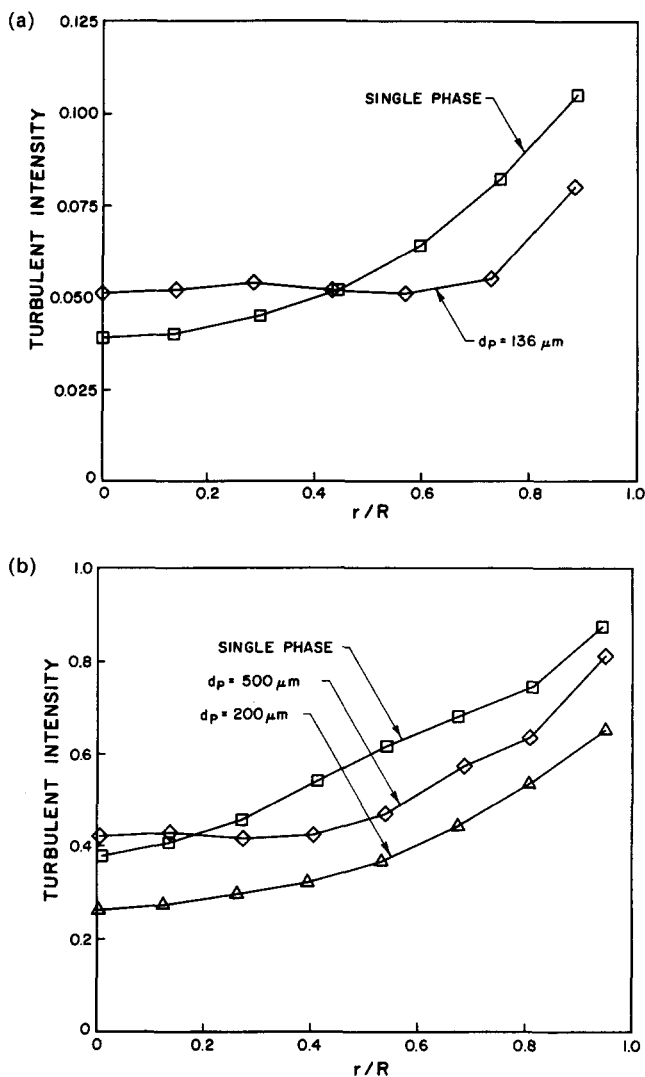 (a)
0.125
0.100
0.075
0.050
0.025
0
TURBULENT INTENSITY
SINGLE PHASE
dP = 136 μm
0 0.2 0.4 0.6 0.8 1.0
r/R
(b)
1.0
0.8
0.6
0.4
0.2
0
TURBULENT INTENSITY
SINGLE PHASE
dP = 500 μm
dP = 200 μm
0 0.2 0.4 0.6 0.8 1.0
r/R